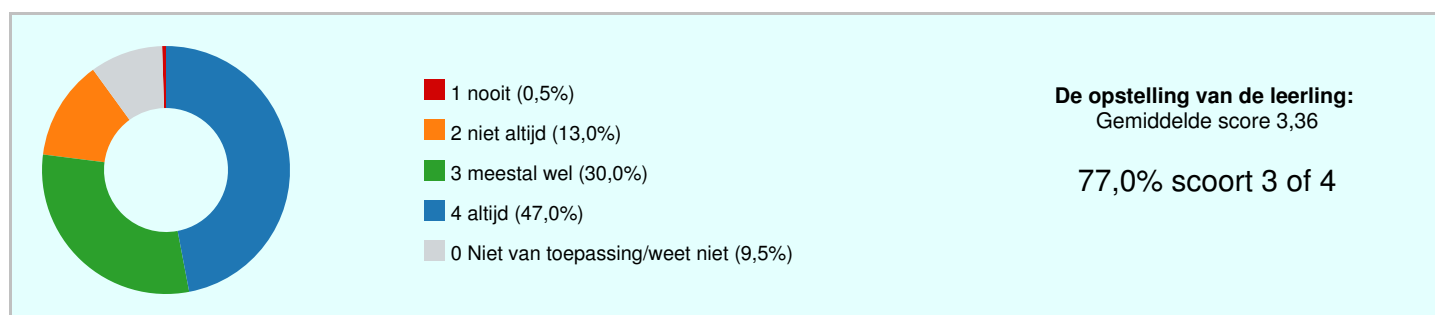 1 nooit (0,5%)
2 niet altijd (13,0%)
3 meestal wel (30,0%)
4 altijd (47,0%)
0 Niet van toepassing/weet niet (9,5%)
De opstelling van de leerling:
Gemiddelde score 3,36
77,0% scoort 3 of 4